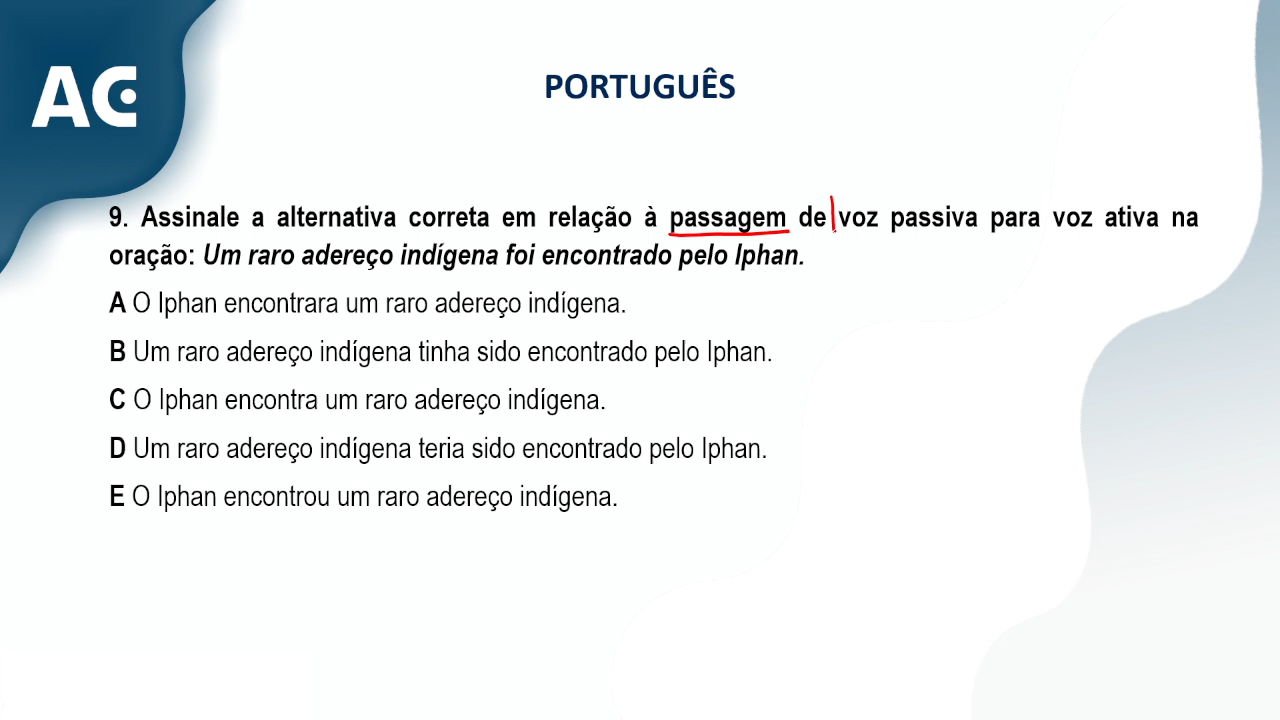 AC
PORTUGUÊS
9. Assinale a alternativa correta em relação à passagem de voz passiva para voz ativa na
oração: Um raro adereço indígena foi encontrado pelo Iphan.
A O Iphan encontrara um raro adereço indígena.
B Um raro adereço indígena tinha sido encontrado pelo Iphan.
C O Iphan encontra um raro adereço indígena.
D Um raro adereço indígena teria sido encontrado pelo Iphan.
E O Iphan encontrou um raro adereço indígena.